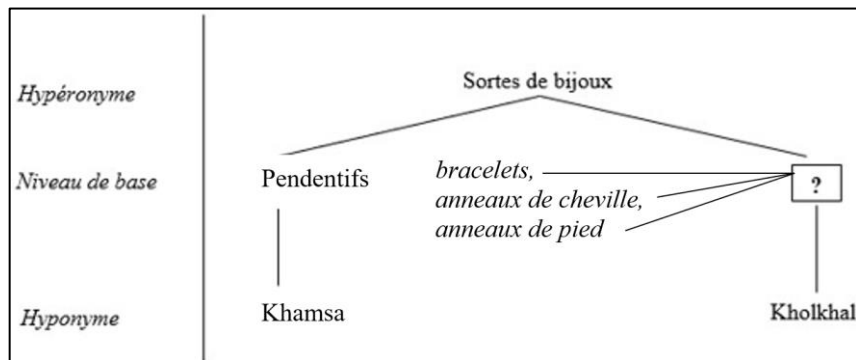 Hypéronyme
Sortes de bijoux
Niveau de base
Pendentifs
bracelets,
anneaux de cheville,
anneaux de pied
?
Hyponyme
Khamsa
Kholkhal